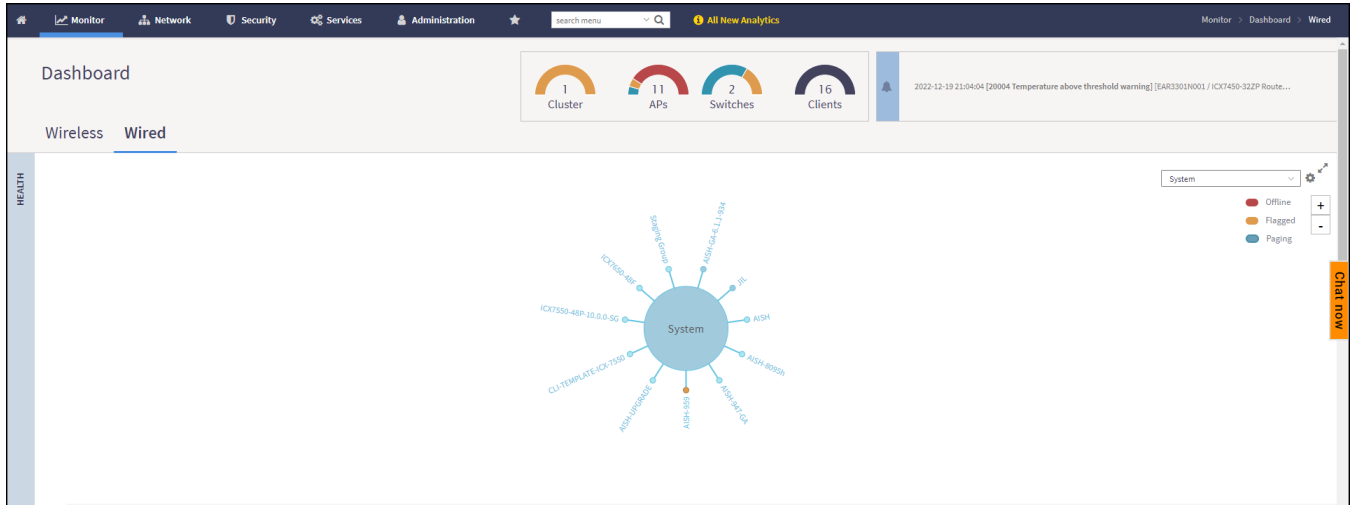 Monitor Network Security Services Administration search menu All New Analytics Monitor > Dashboard > Wired
Dashboard
1 Cluster
11 APs
2 Switches
16 Clients
2022-12-19 21:04:04 [20004 Temperature above threshold warning] [EAR3301N001 / ICX7450-32ZP Route...
Wireless Wired
HEALTH
System
Offline
Flagged
Paging
+
-
Chat now
Staging Group
AISH-GA-6.1.1-934
ICX7650-48F
JIL
ICX7550-48P-10.0.0-SG
System
AISH
CLI-TEMPLATE-ICX-7550
AISH-8095h
AISH-UPGRADE
AISH-959
AISH-947-GA